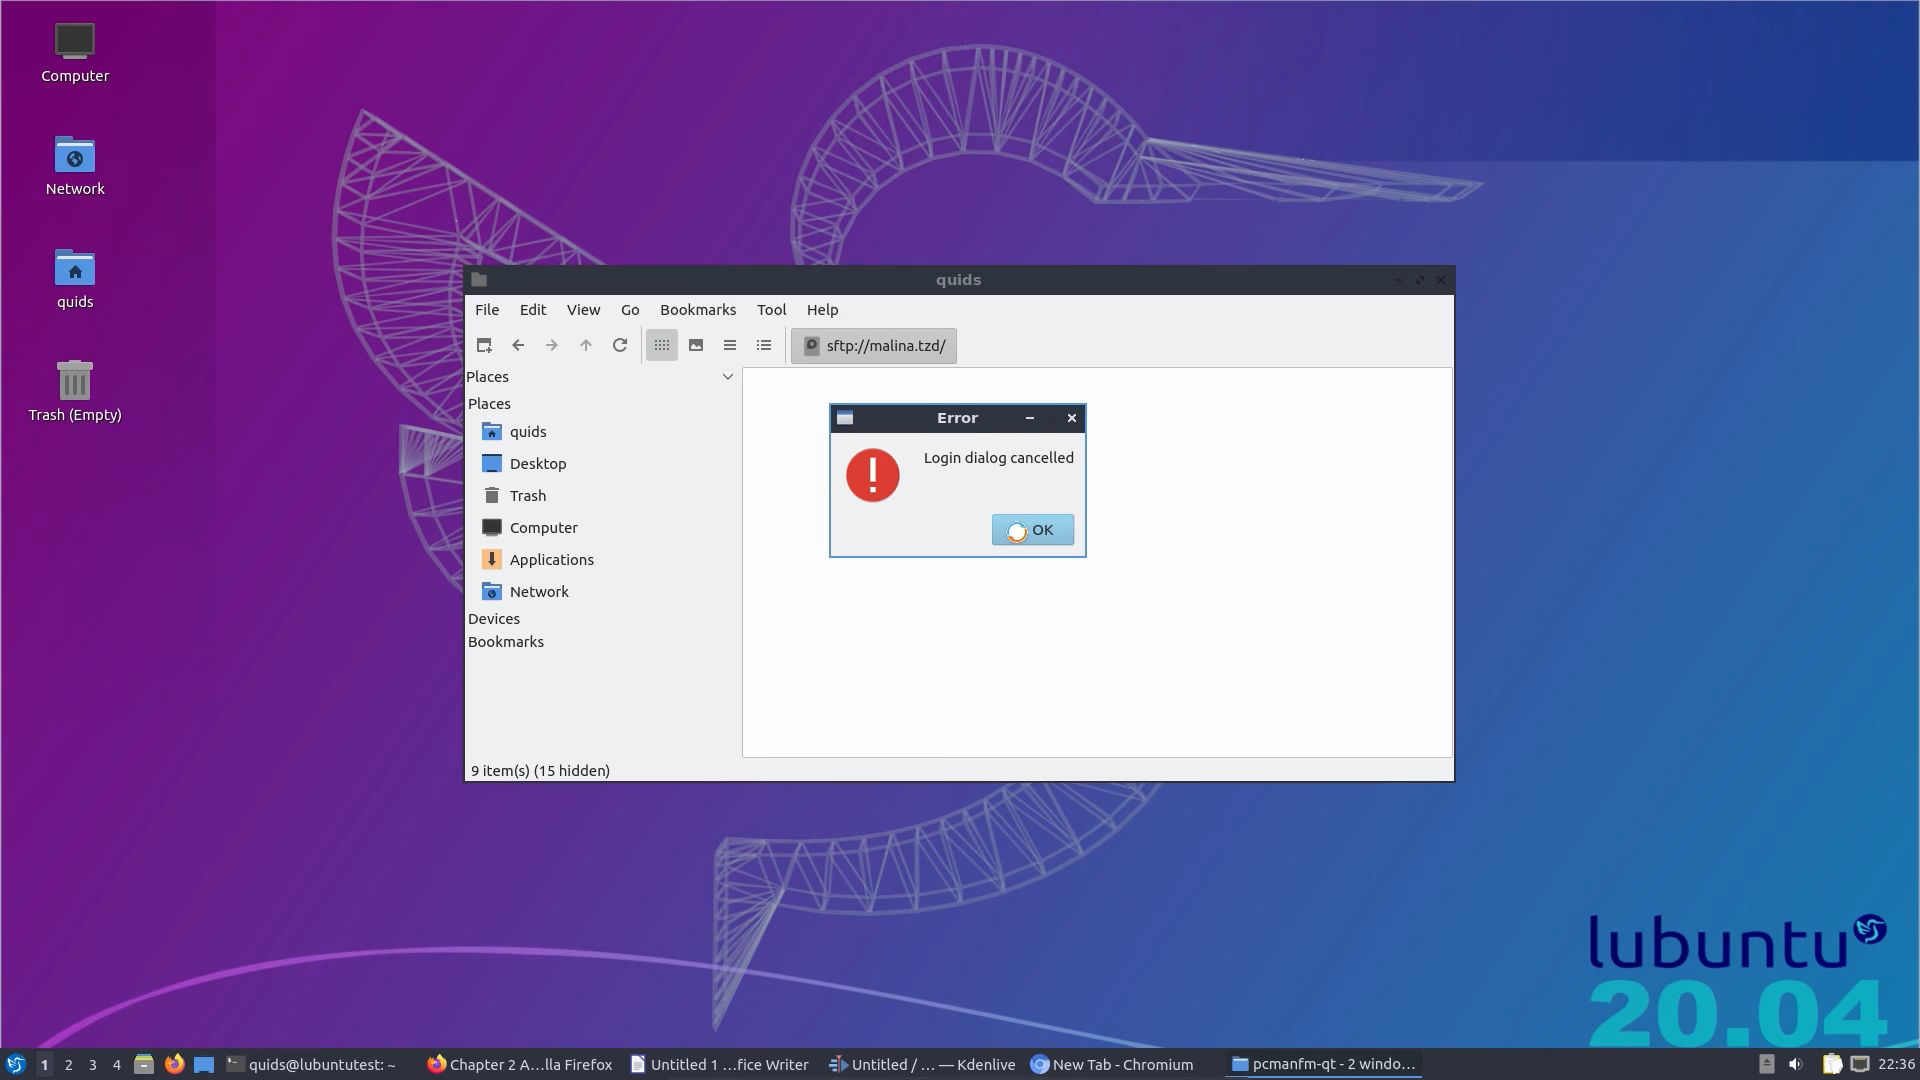 Computer
Network
quids
Trash (Empty)
quids
File Edit View Go Bookmarks Tool Help
sftp://malina.tzd/
Places
Places
quids
Desktop
Trash
Computer
Applications
Network
Devices
Bookmarks
9 item(s) (15 hidden)
Error
Login dialog cancelled
OK
lubuntu
20.04
1 2 3 4 quids@lubuntutest: ~ Chapter 2 A...lla Firefox Untitled 1 ...fice Writer Untitled / ... — Kdenlive New Tab - Chromium pcmanfm-qt - 2 windo... 22:36